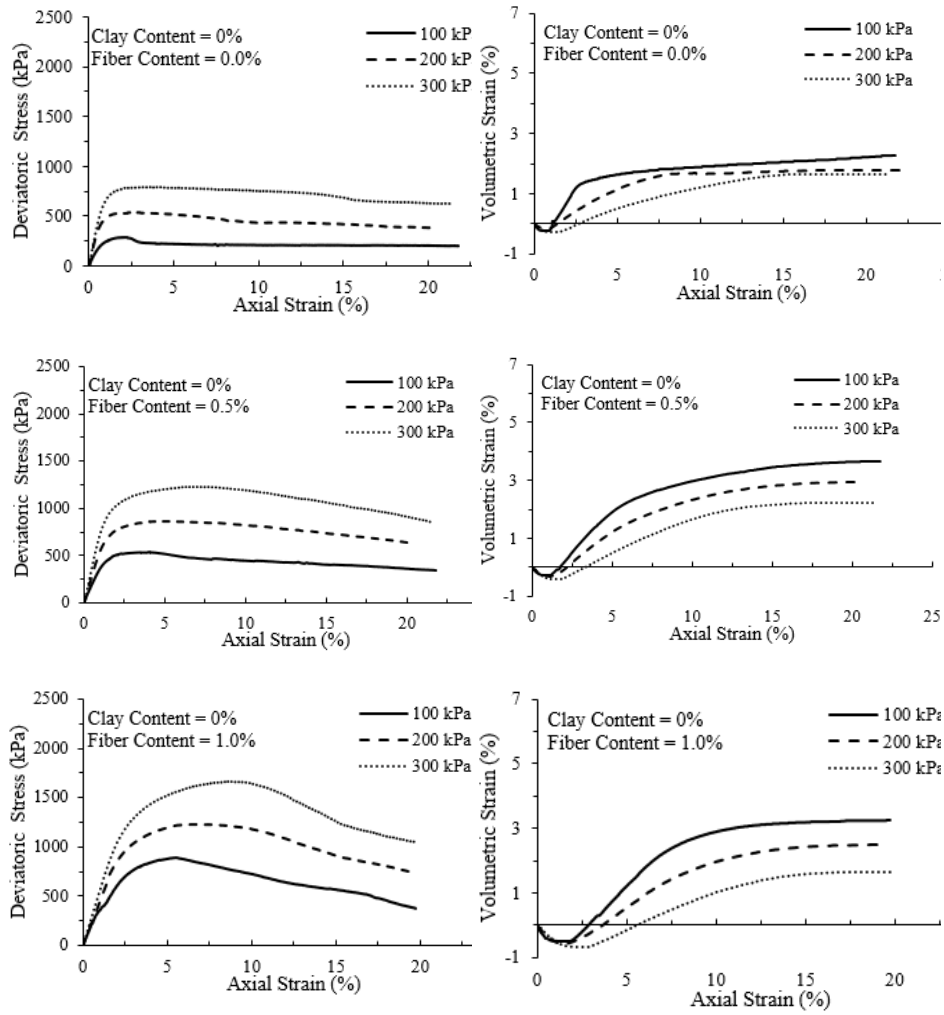 2500
2000
1500
1000
500
0
Deviatoric Stress (kPa)
Clay Content = 0%
Fiber Content = 0.0%
100 kP
200 kP
300 kP
0
5
10
15
20
Axial Strain (%)
7
5
3
1
-1
Volumetric Strain (%)
Clay Content = 0%
Fiber Content = 0.0%
100 kPa
200 kPa
300 kPa
0
5
10
15
20
Axial Strain (%)
2500
2000
1500
1000
500
0
Deviatoric Stress (kPa)
Clay Content = 0%
Fiber Content = 0.5%
100 kPa
200 kPa
300 kPa
0
5
10
15
20
Axial Strain (%)
7
5
3
1
-1
Volumetric Strain (%)
Clay Content = 0%
Fiber Content = 0.5%
100 kPa
200 kPa
300 kPa
0
5
10
15
20
25
Axial Strain (%)
2500
2000
1500
1000
500
0
Deviatoric Stress (kPa)
Clay Content = 0%
Fiber Content = 1.0%
100 kPa
200 kPa
300 kPa
0
5
10
15
20
Axial Strain (%)
7
5
3
1
-1
Volumetric Strain (%)
Clay Content = 0%
Fiber Content = 1.0%
100 kPa
200 kPa
300 kPa
0
5
10
15
20
Axial Strain (%)